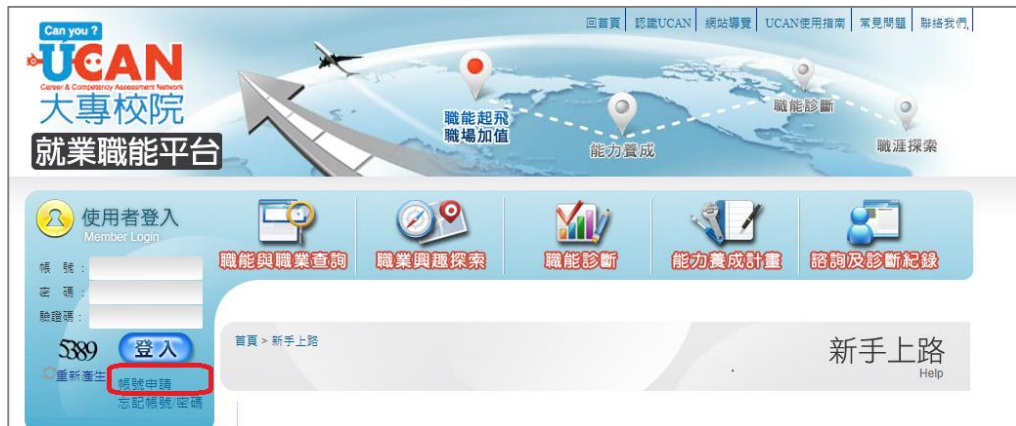 回首頁 認識UCAN 網站導覽 UCAN使用指南 常見問題 聯絡我們
Can you ?
UCAN
Career & Competency Assessment Network
大專校院
就業職能平台
職能起飛
職場加值
能力養成
職能診斷
職涯探索
使用者登入
Member Login
帳 號:
密 碼:
驗證碼:
5389
登入
重新產生
帳號申請
忘記帳號/密碼
職能與職業查詢
職業興趣探索
職能診斷
能力養成計畫
諮詢及診斷紀錄
首頁 > 新手上路
新手上路
Help